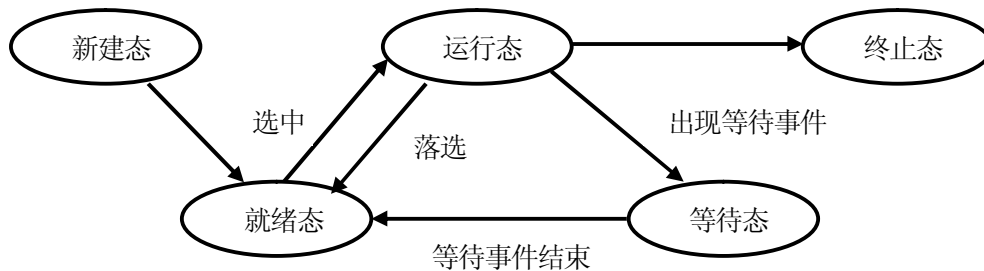 新建态
运行态
终止态
选中
落选
出现等待事件
就绪态
等待态
等待事件结束